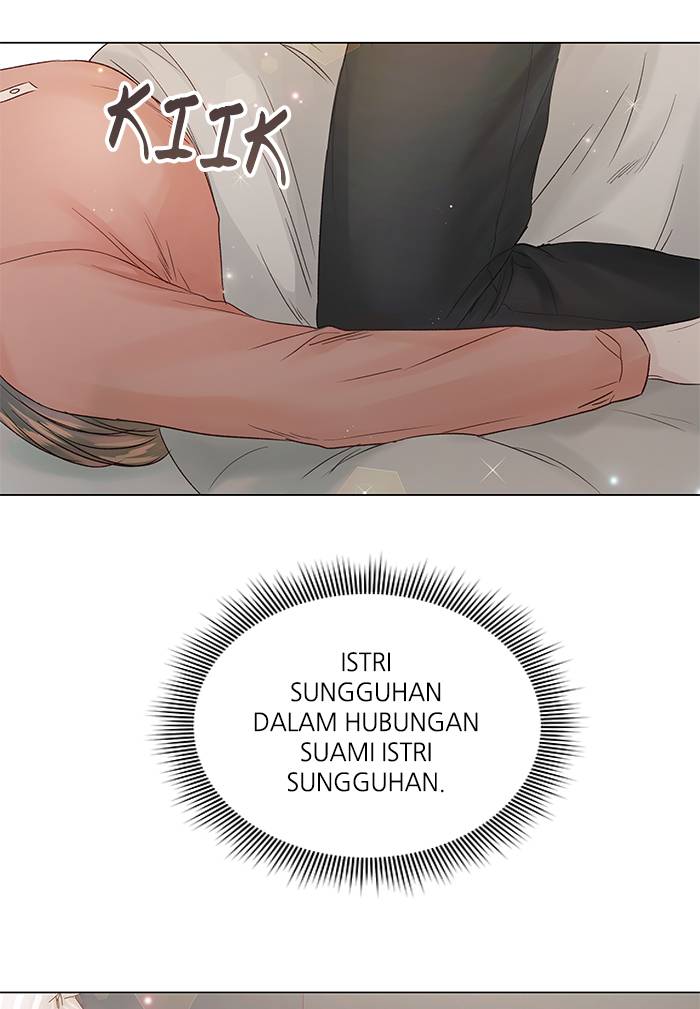 KIIK
ISTRI
SUNGGUHAN
DALAM HUBUNGAN
SUAMI ISTRI
SUNGGUHAN.